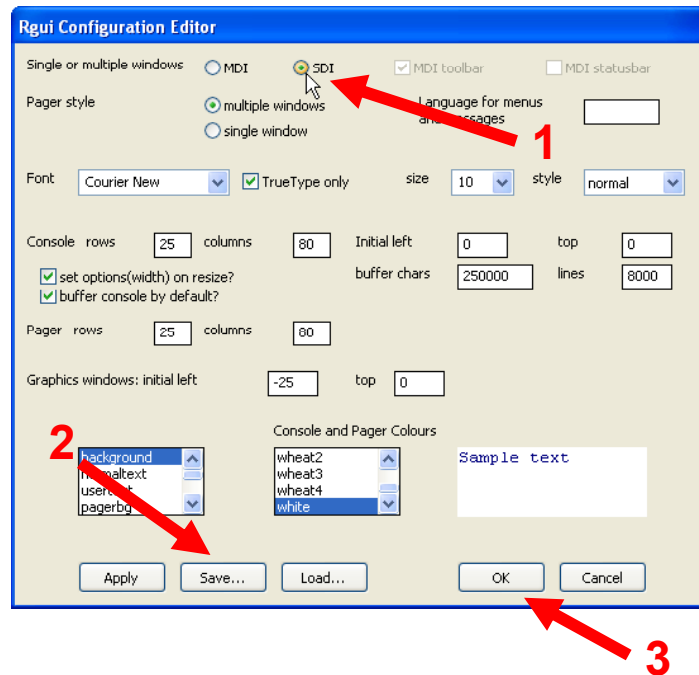 Rgui Configuration Editor
Single or multiple windows MDI SDI MDI toolbar MDI statusbar
Pager style multiple windows Language for menus
and messages
single window
1
Font Courier New TrueType only size 10 style normal
Console rows 25 columns 80 Initial left 0 top 0
set options(width) on resize? buffer chars 250000 lines 8000
buffer console by default?
Pager rows 25 columns 80
Graphics windows: initial left -25 top 0
2
Console and Pager Colours
background wheat2 Sample text
normaltext wheat3
usertext wheat4
pagerbg white
Apply Save... Load... OK Cancel
3